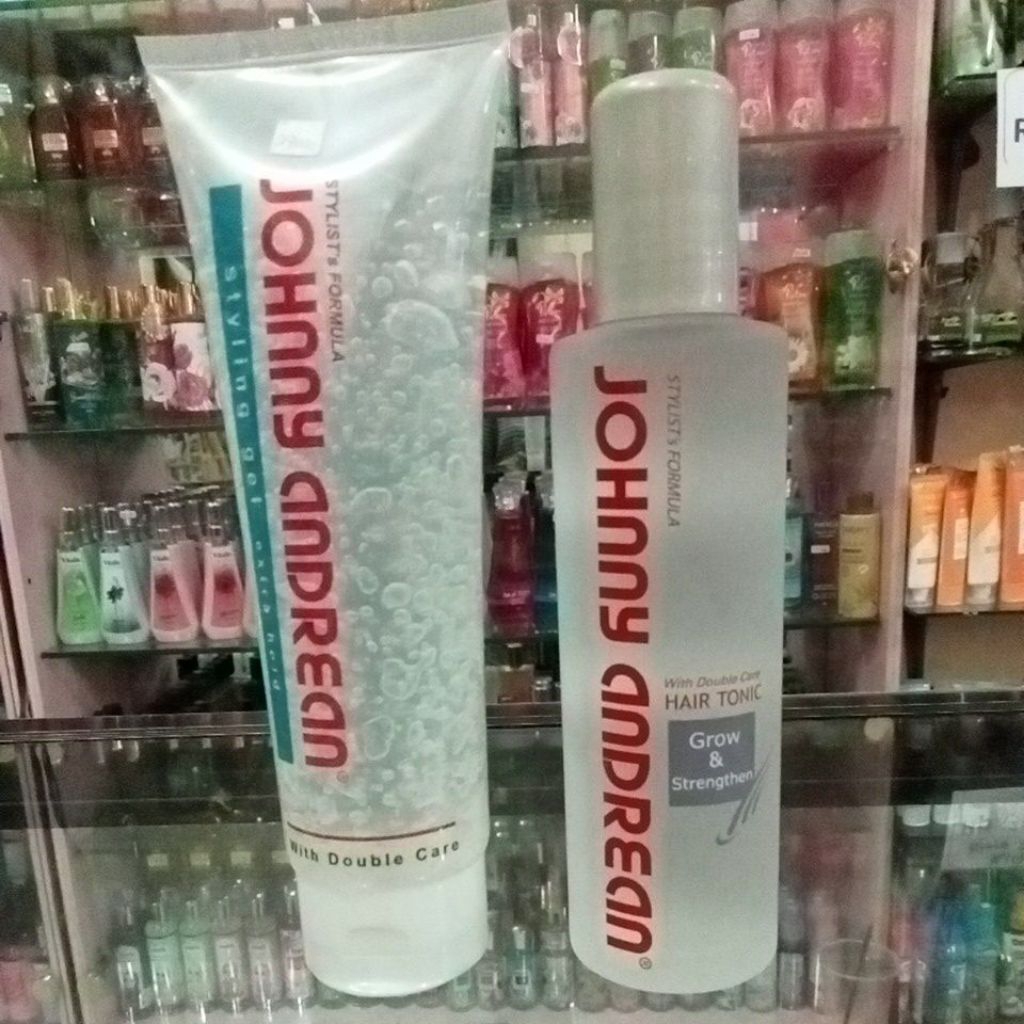 STYLIST's FORMULA
JOHNNY ANDREAN®
styling gel extra hold
With Double Care
STYLIST's FORMULA
JOHNNY ANDREAN®
With Double Care
HAIR TONIC
Grow
&
Strengthen